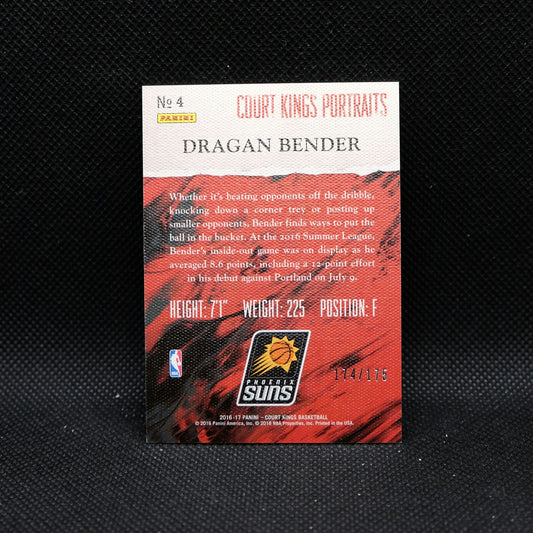 № 4
COURT KINGS PORTRAITS
PANINI
DRAGAN BENDER
Whether it's beating opponents off the dribble,
knocking down a corner trey or posting up
smaller opponents, Bender finds ways to put the
ball in the bucket. At the 2016 Summer League,
Bender's inside-out game was on display as he
averaged 8.6 points, including a 12-point effort
in his debut against Portland on July 9.
HEIGHT: 7'1" WEIGHT: 225 POSITION: F
NBA
174/175
PHOENIX
SUNS
2016-17 PANINI – COURT KINGS BASKETBALL
© 2016 Panini America, Inc. © 2016 NBA Properties, Inc. Printed in the USA.